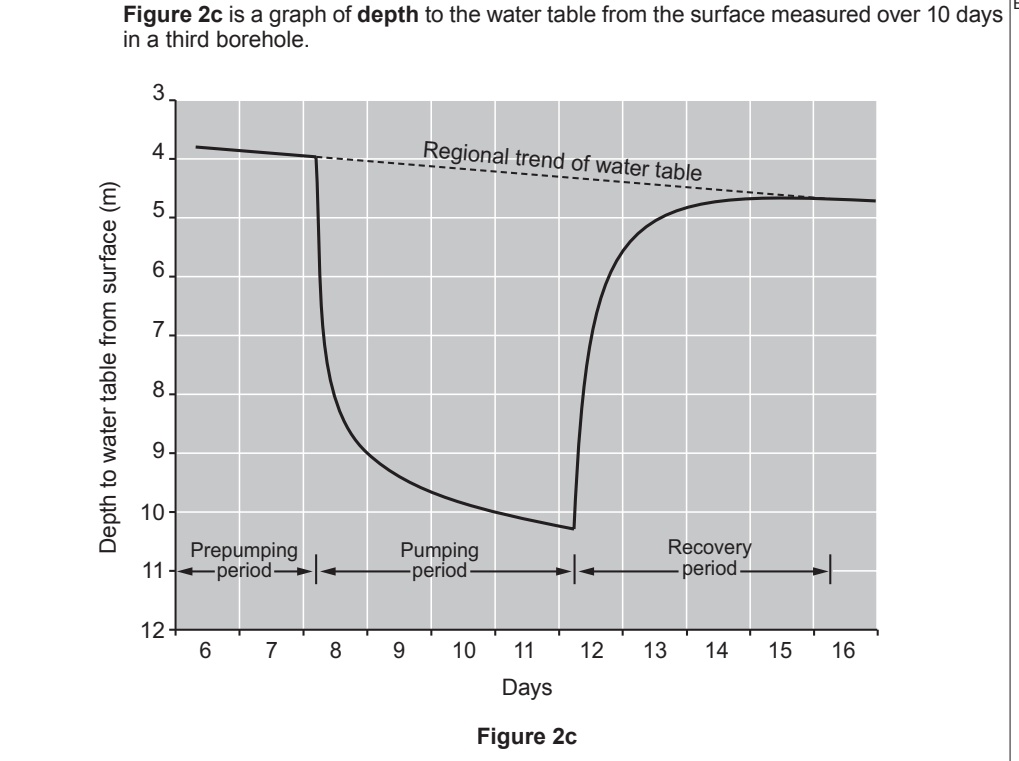 Figure 2c is a graph of depth to the water table from the surface measured over 10 days
in a third borehole.
3
4
5
6
7
8
9
10
11
12
Depth to water table from surface (m)
Regional trend of water table
Prepumping
period
Pumping
period
Recovery
period
6 7 8 9 10 11 12 13 14 15 16
Days
Figure 2c